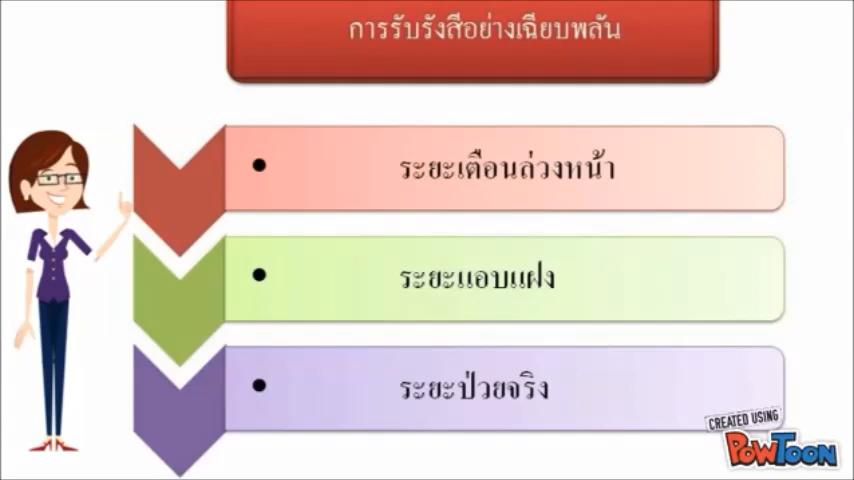 การรับรังสีอย่างเฉียบพลัน
• ระยะเตือนล่วงหน้า
• ระยะแอบแฝง
• ระยะป่วยจริง
CREATED USING
POWTOON